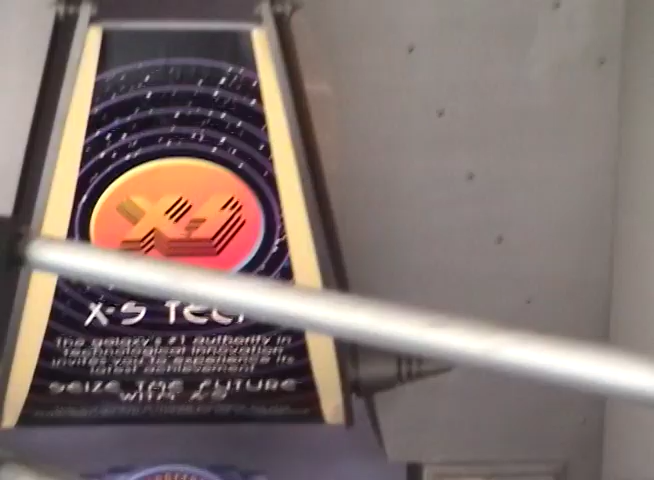 XS
X-S TECH
The galaxy's #1 authority in
technological innovation
invites you to experience its
latest achievement
SEIZE THE FUTURE
WITH X-S